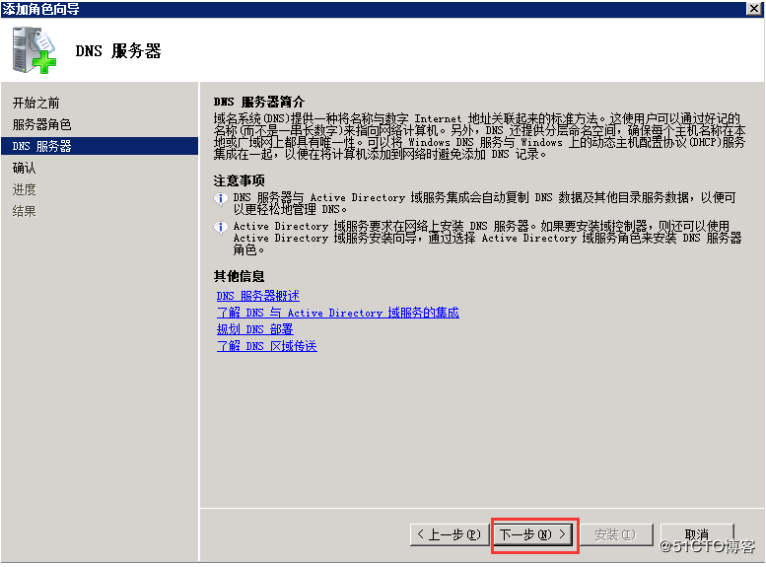 添加角色向导
DNS 服务器
开始之前
服务器角色
DNS 服务器
确认
进度
结果
DNS 服务器简介
域名系统(DNS)提供一种将名称与数字 Internet 地址关联起来的标准方法。这使用户可以通过好记的
名称(而不是一串长数字)来指向网络计算机。另外，DNS 还提供分层命名空间，确保每个主机名称在本
地或广域网上都具有唯一性。可以将 Windows DNS 服务与 Windows 上的动态主机配置协议(DHCP)服务
集成在一起，以便在将计算机添加到网络时避免添加 DNS 记录。
注意事项
DNS 服务器与 Active Directory 域服务集成会自动复制 DNS 数据及其他目录服务数据，以便可
以更轻松地管理 DNS。
Active Directory 域服务要求在网络上安装 DNS 服务器。如果要安装域控制器，则还可以使用
Active Directory 域服务安装向导，通过选择 Active Directory 域服务角色来安装 DNS 服务器
角色。
其他信息
DNS 服务器概述
了解 DNS 与 Active Directory 域服务的集成
规划 DNS 部署
了解 DNS 区域传送
< 上一步(P) 下一步(N) > 安装(I) 取消
@51CTO博客